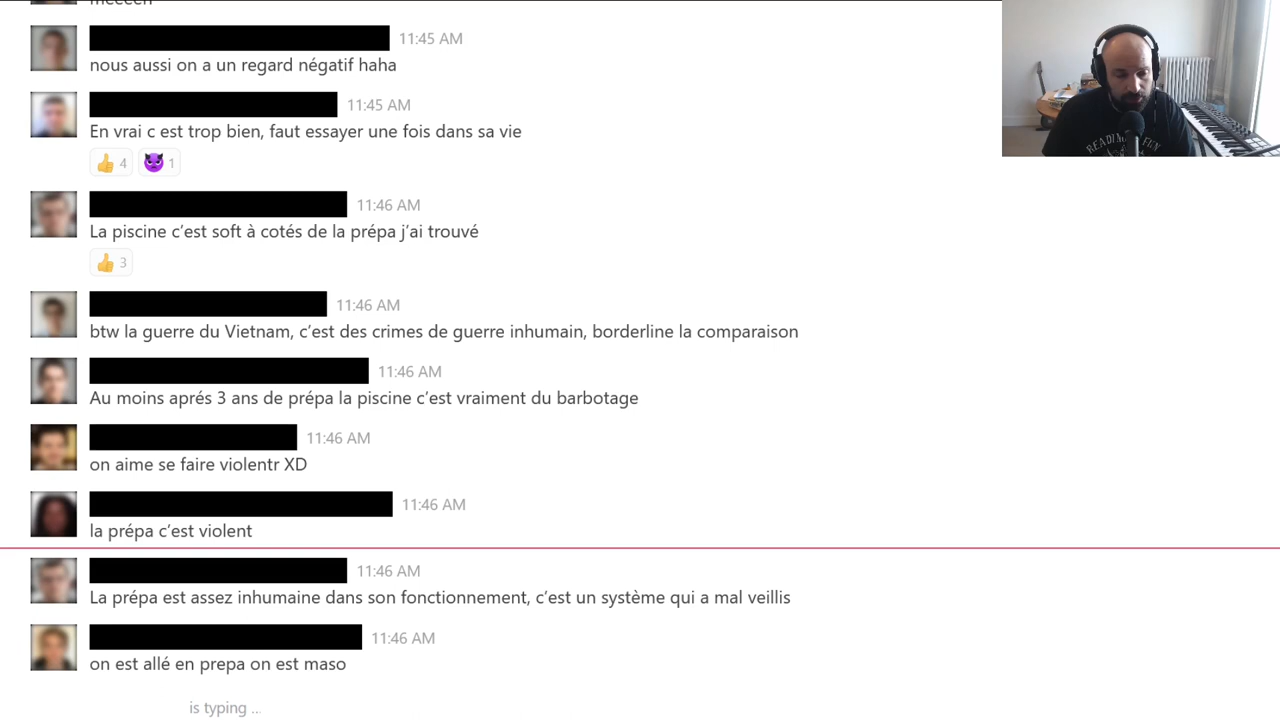 11:45 AM
nous aussi on a un regard négatif haha
11:45 AM
En vrai c est trop bien, faut essayer une fois dans sa vie
4 1
11:46 AM
La piscine c'est soft à cotés de la prépa j'ai trouvé
3
11:46 AM
btw la guerre du Vietnam, c'est des crimes de guerre inhumain, borderline la comparaison
11:46 AM
Au moins aprés 3 ans de prépa la piscine c'est vraiment du barbotage
11:46 AM
on aime se faire violentr XD
11:46 AM
la prépa c'est violent
11:46 AM
La prépa est assez inhumaine dans son fonctionnement, c'est un système qui a mal veillis
11:46 AM
on est allé en prepa on est maso
is typing ...